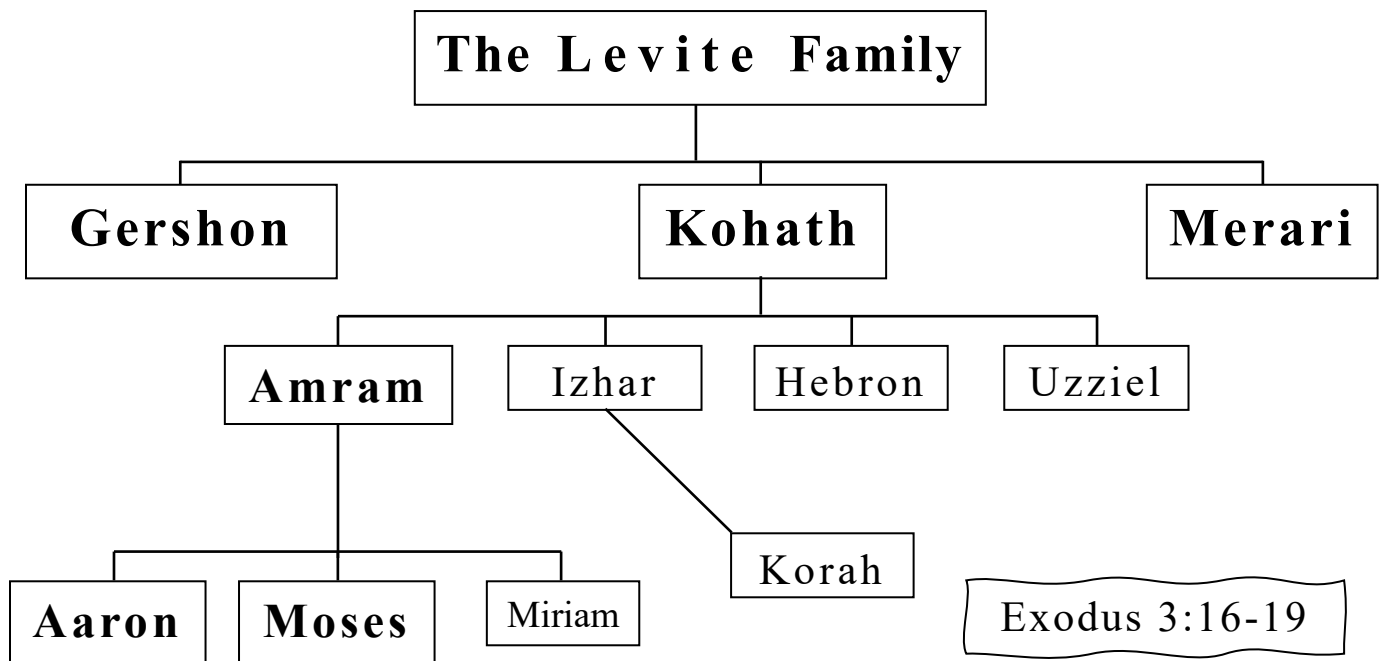 The Levite Family
Gershon
Kohath
Merari
Amram
Izhar
Hebron
Uzziel
Korah
Aaron
Moses
Miriam
Exodus 3:16-19